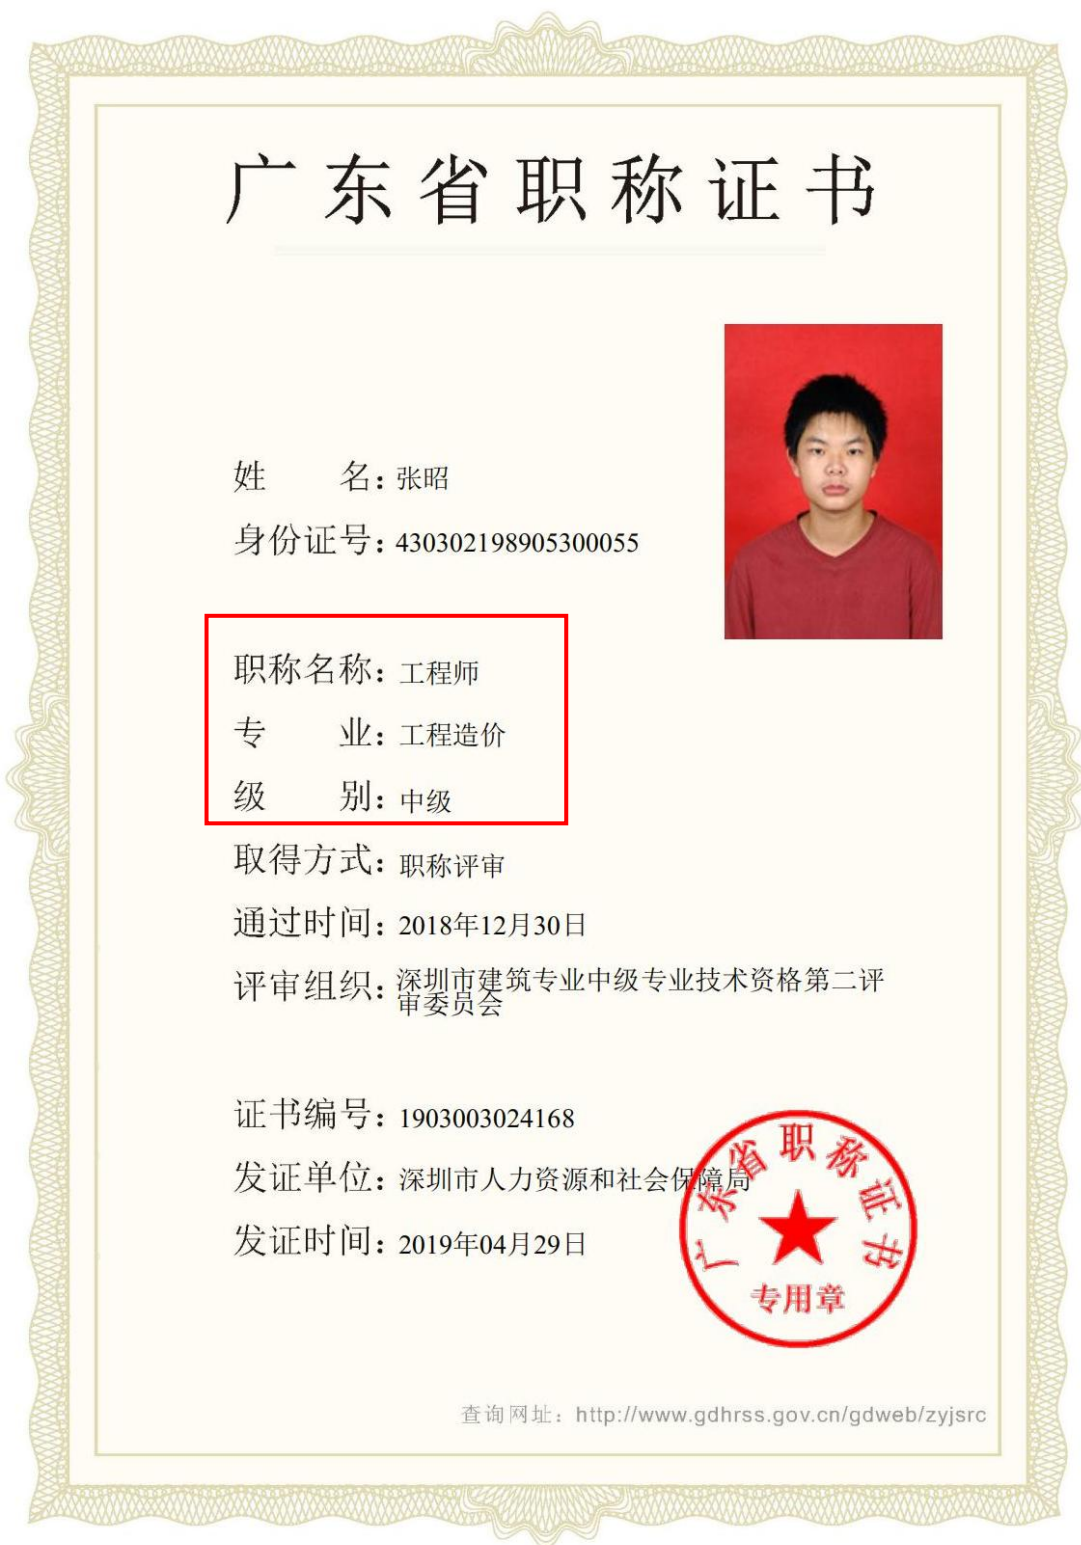 广东省职称证书
姓 名：张昭
身份证号：430302198905300055
职称名称：工程师
专 业：工程造价
级 别：中级
取得方式：职称评审
通过时间：2018年12月30日
评审组织：深圳市建筑专业中级专业技术资格第二评
审委员会
证书编号：1903003024168
发证单位：深圳市人力资源和社会保障局
发证时间：2019年04月29日
广东省职称证书
专用章
查询网址：http://www.gdhrss.gov.cn/gdweb/zyjsrc